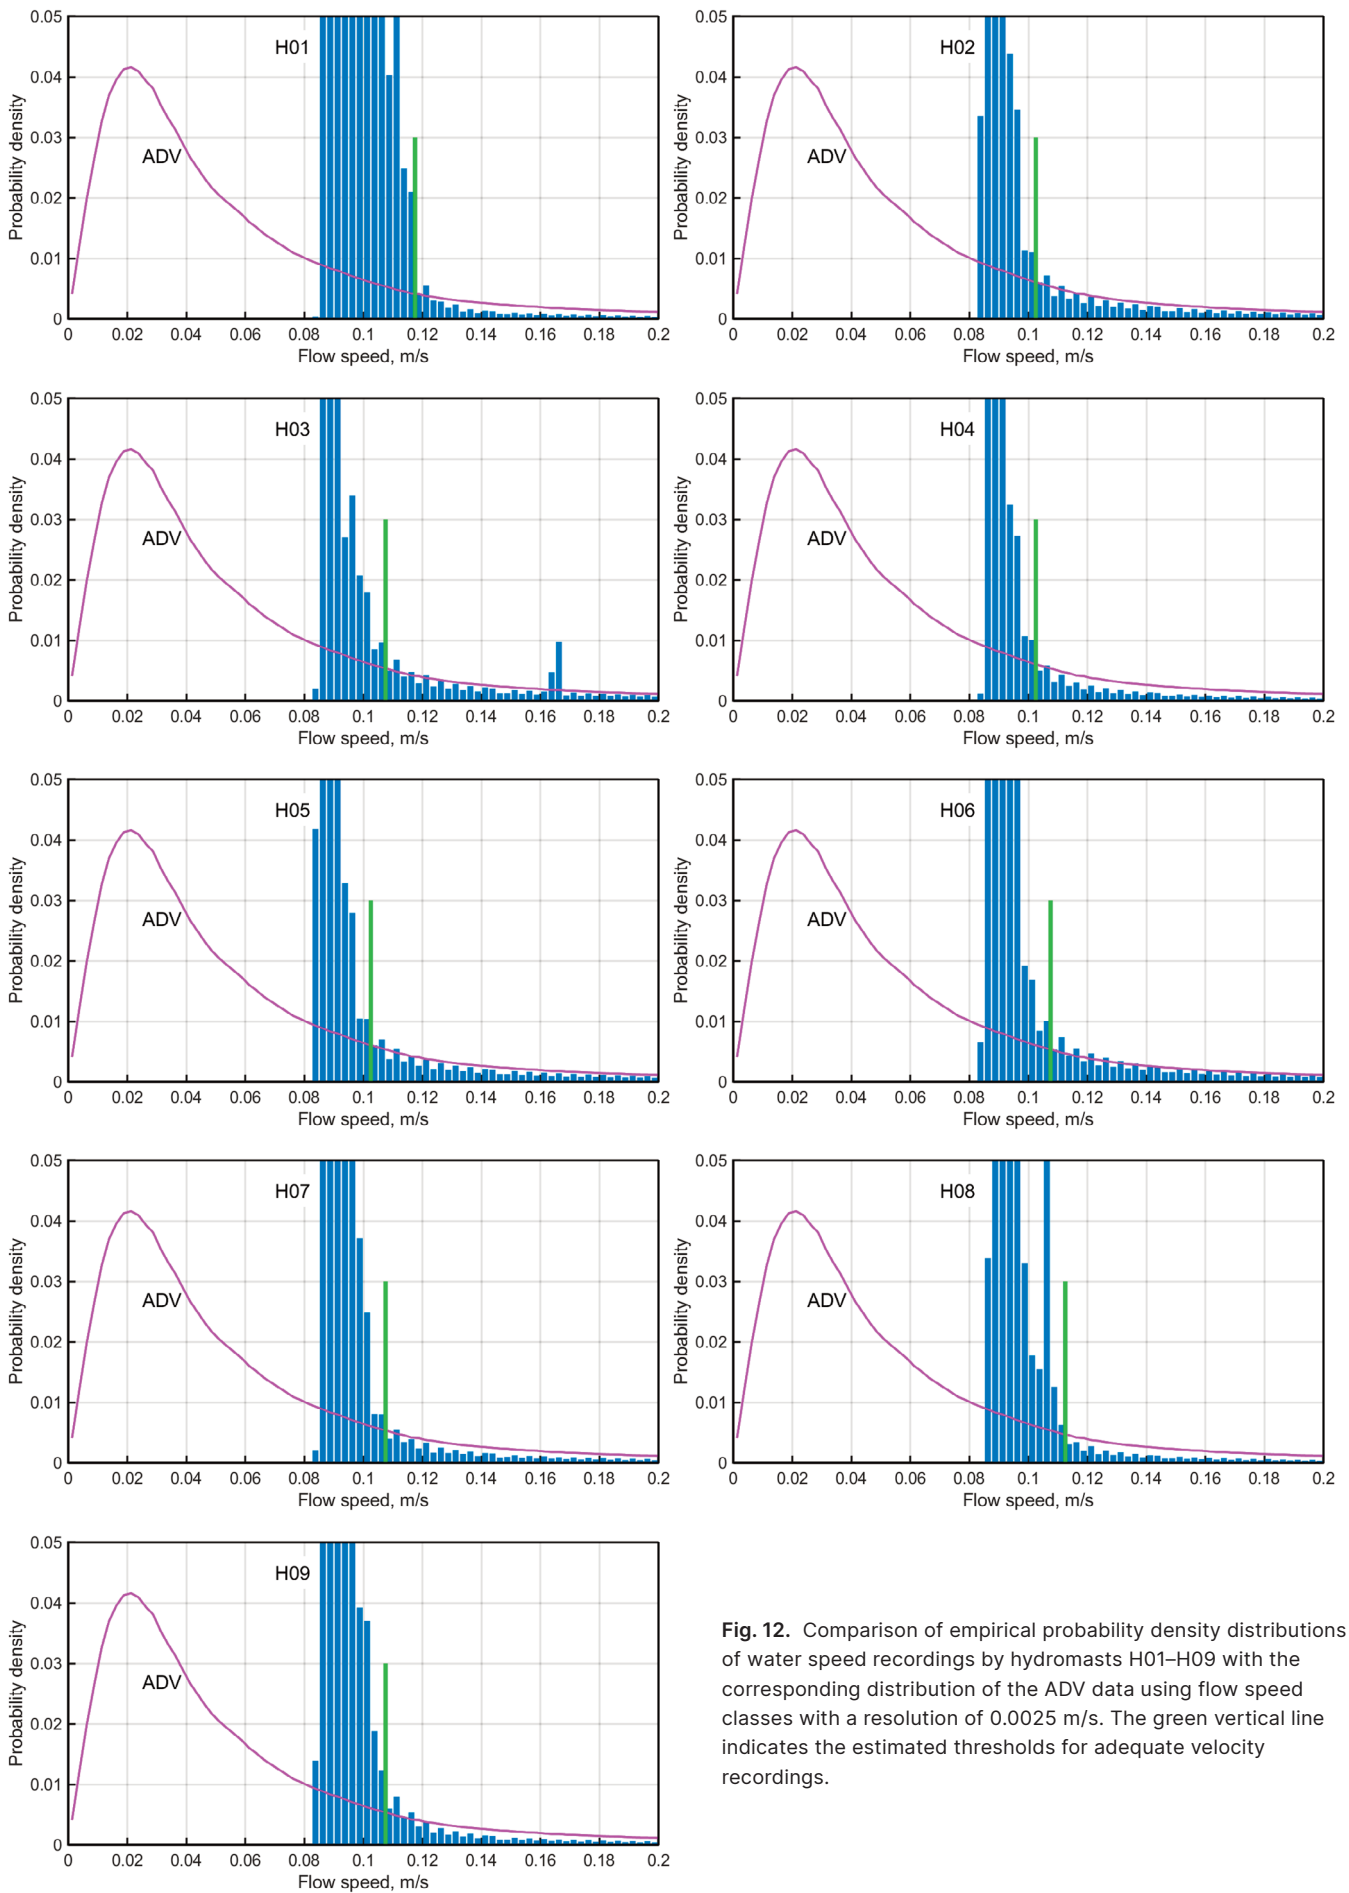 0.05
0.04
0.03
0.02
0.01
0
Probability density
H01
ADV
0 0.02 0.04 0.06 0.08 0.1 0.12 0.14 0.16 0.18 0.2
Flow speed, m/s
0.05
0.04
0.03
0.02
0.01
0
Probability density
H02
ADV
0 0.02 0.04 0.06 0.08 0.1 0.12 0.14 0.16 0.18 0.2
Flow speed, m/s
0.05
0.04
0.03
0.02
0.01
0
Probability density
H03
ADV
0 0.02 0.04 0.06 0.08 0.1 0.12 0.14 0.16 0.18 0.2
Flow speed, m/s
0.05
0.04
0.03
0.02
0.01
0
Probability density
H04
ADV
0 0.02 0.04 0.06 0.08 0.1 0.12 0.14 0.16 0.18 0.2
Flow speed, m/s
0.05
0.04
0.03
0.02
0.01
0
Probability density
H05
ADV
0 0.02 0.04 0.06 0.08 0.1 0.12 0.14 0.16 0.18 0.2
Flow speed, m/s
0.05
0.04
0.03
0.02
0.01
0
Probability density
H06
ADV
0 0.02 0.04 0.06 0.08 0.1 0.12 0.14 0.16 0.18 0.2
Flow speed, m/s
0.05
0.04
0.03
0.02
0.01
0
Probability density
H07
ADV
0 0.02 0.04 0.06 0.08 0.1 0.12 0.14 0.16 0.18 0.2
Flow speed, m/s
0.05
0.04
0.03
0.02
0.01
0
Probability density
H08
ADV
0 0.02 0.04 0.06 0.08 0.1 0.12 0.14 0.16 0.18 0.2
Flow speed, m/s
0.05
0.04
0.03
0.02
0.01
0
Probability density
H09
ADV
0 0.02 0.04 0.06 0.08 0.1 0.12 0.14 0.16 0.18 0.2
Flow speed, m/s
Fig. 12. Comparison of empirical probability density distributions
of water speed recordings by hydromasts H01–H09 with the
corresponding distribution of the ADV data using flow speed
classes with a resolution of 0.0025 m/s. The green vertical line
indicates the estimated thresholds for adequate velocity
recordings.